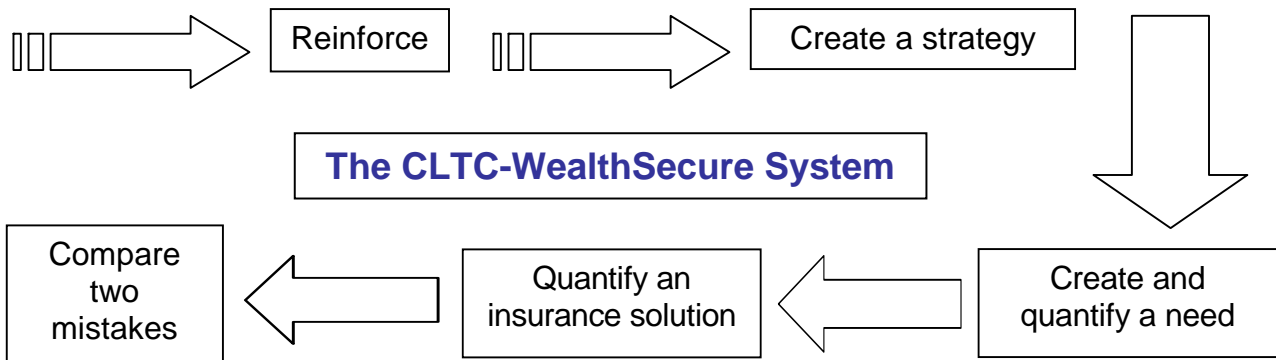 Reinforce
Create a strategy
The CLTC-WealthSecure System
Compare
two
mistakes
Quantify an
insurance solution
Create and
quantify a need